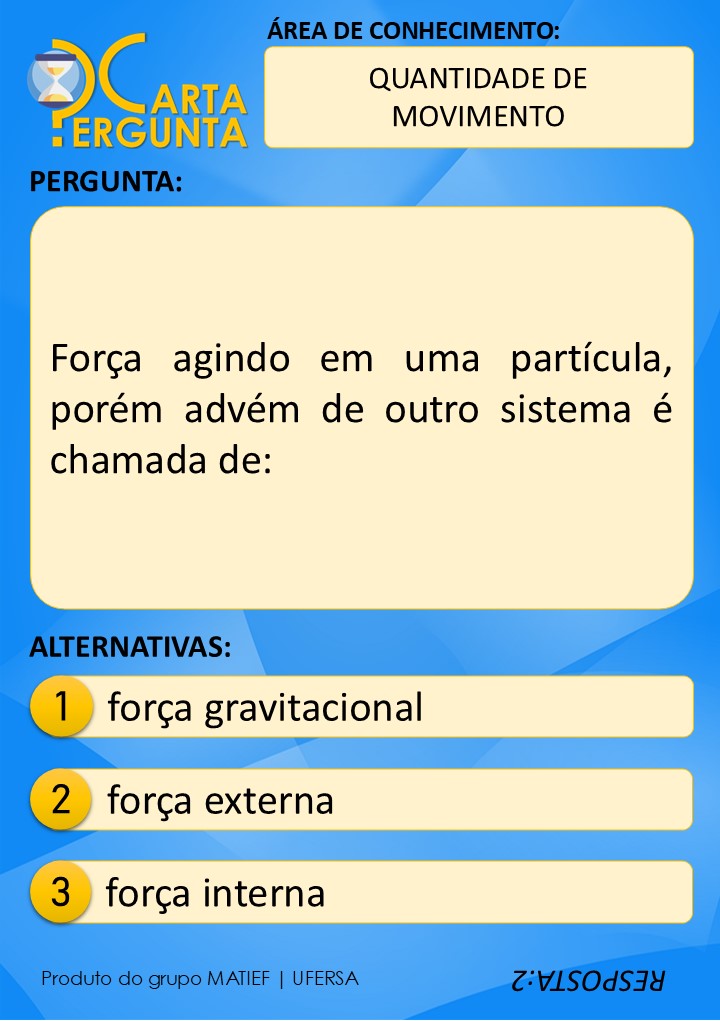 ÁREA DE CONHECIMENTO:
CARTA
PERGUNTA
QUANTIDADE DE
MOVIMENTO
PERGUNTA:
Força agindo em uma partícula,
porém advém de outro sistema é
chamada de:
ALTERNATIVAS:
1 força gravitacional
2 força externa
3 força interna
Produto do grupo MATIEF | UFERSA
RESPOSTA:2